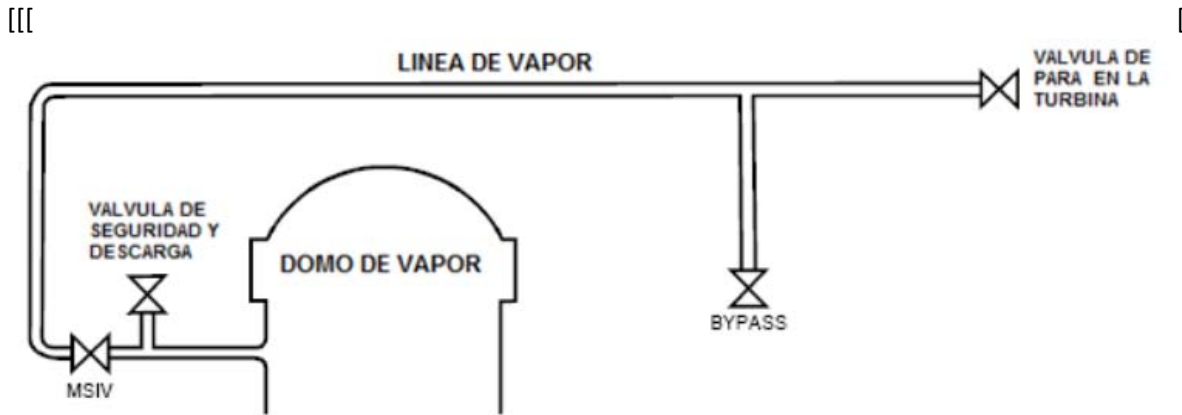 [[[
[
LINEA DE VAPOR
VALVULA DE
PARA EN LA
TURBINA
VALVULA DE
SEGURIDAD Y
DESCARGA
DOMO DE VAPOR
BYPASS
MSIV